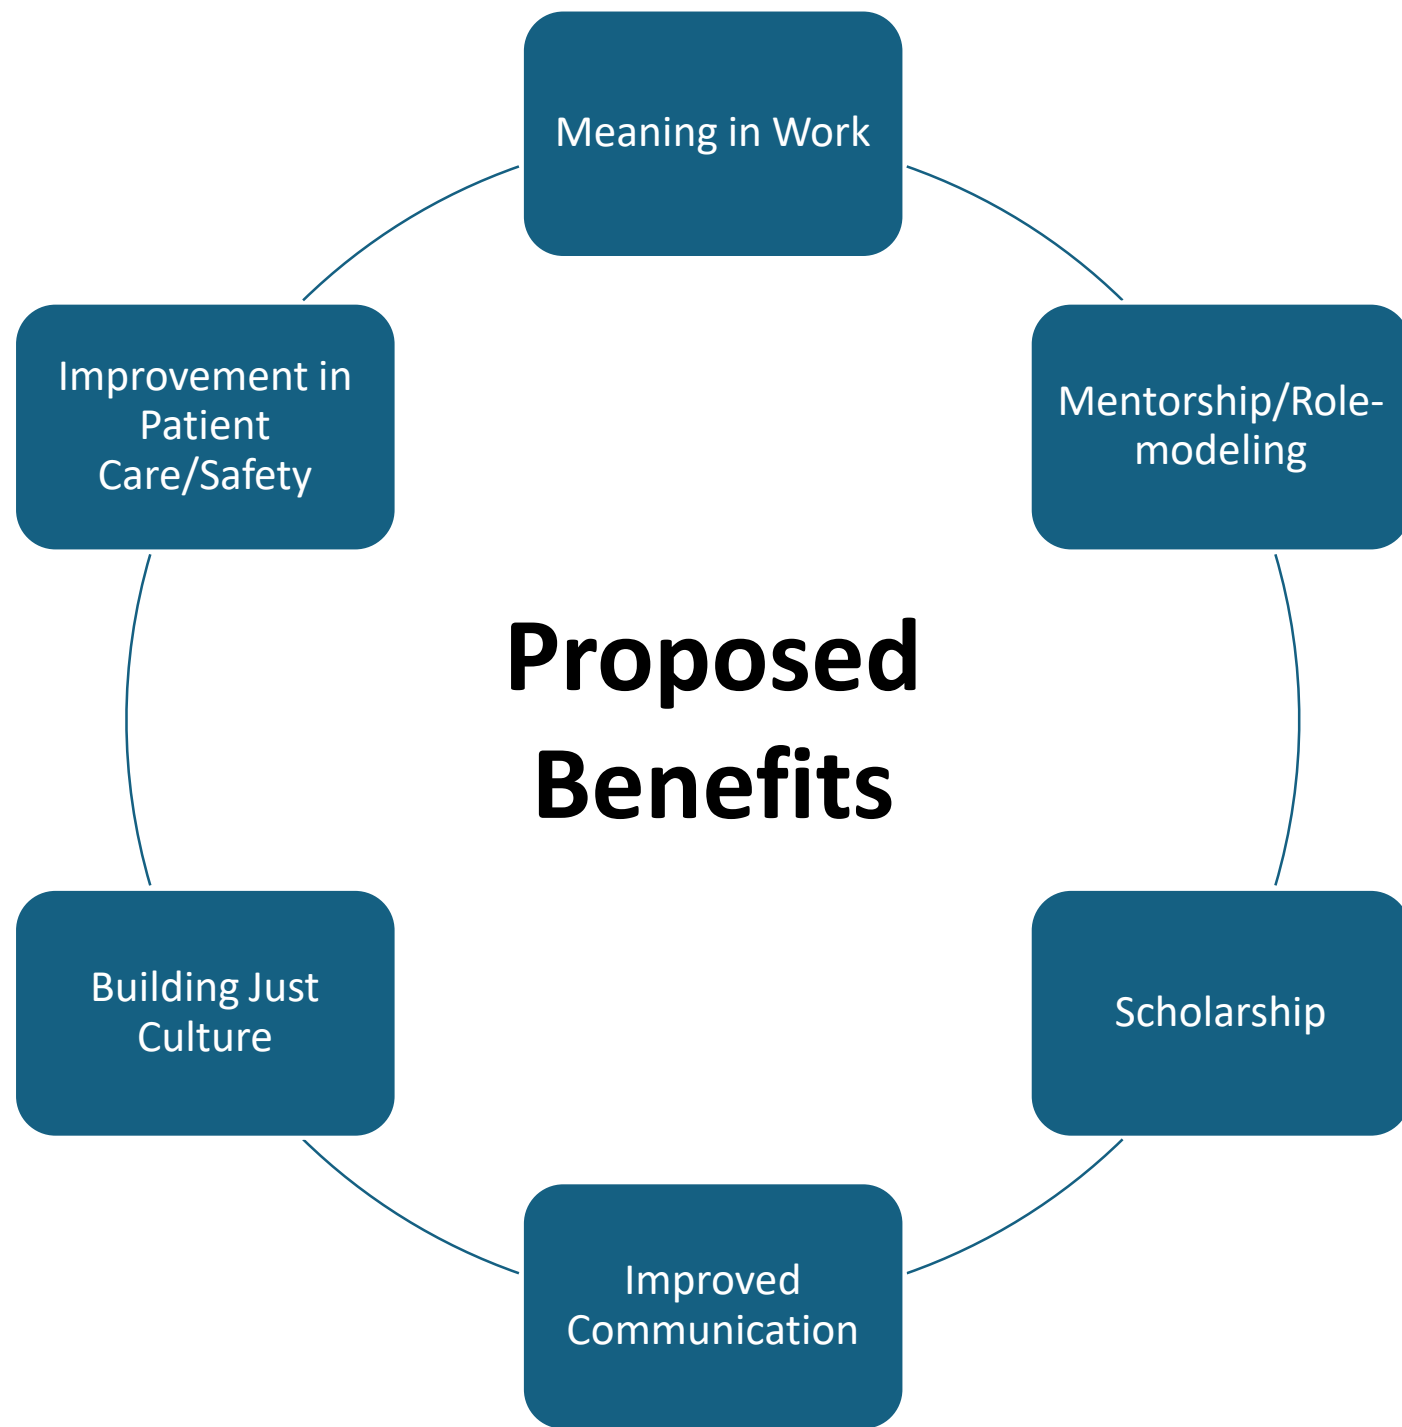 Meaning in Work
Mentorship/Role-
modeling
Scholarship
Improved
Communication
Building Just
Culture
Improvement in
Patient
Care/Safety
Proposed
Benefits